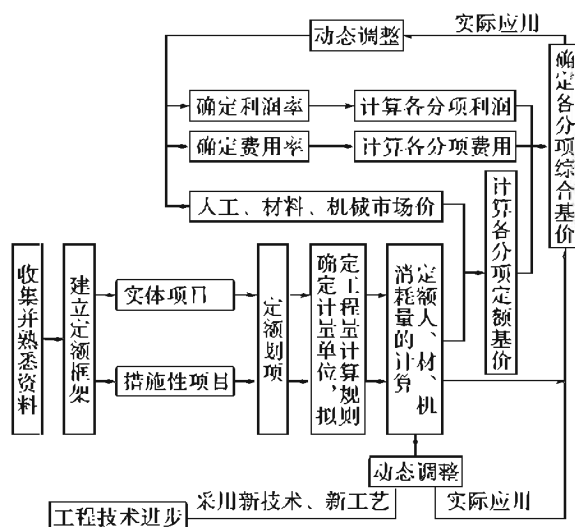 动态调整
实际应用
确定利润率
计算各分项利润
确定费用率
计算各分项费用
人工、材料、机械市场价
计算各分项定额基价
确定各分项综合基价
收集并熟悉资料
建立定额框架
实体项目
措施性项目
定额划项
确定计量单位，拟
定工程量计算规则
消耗量的计算
定额人、材、机
动态调整
采用新技术、新工艺
实际应用
工程技术进步